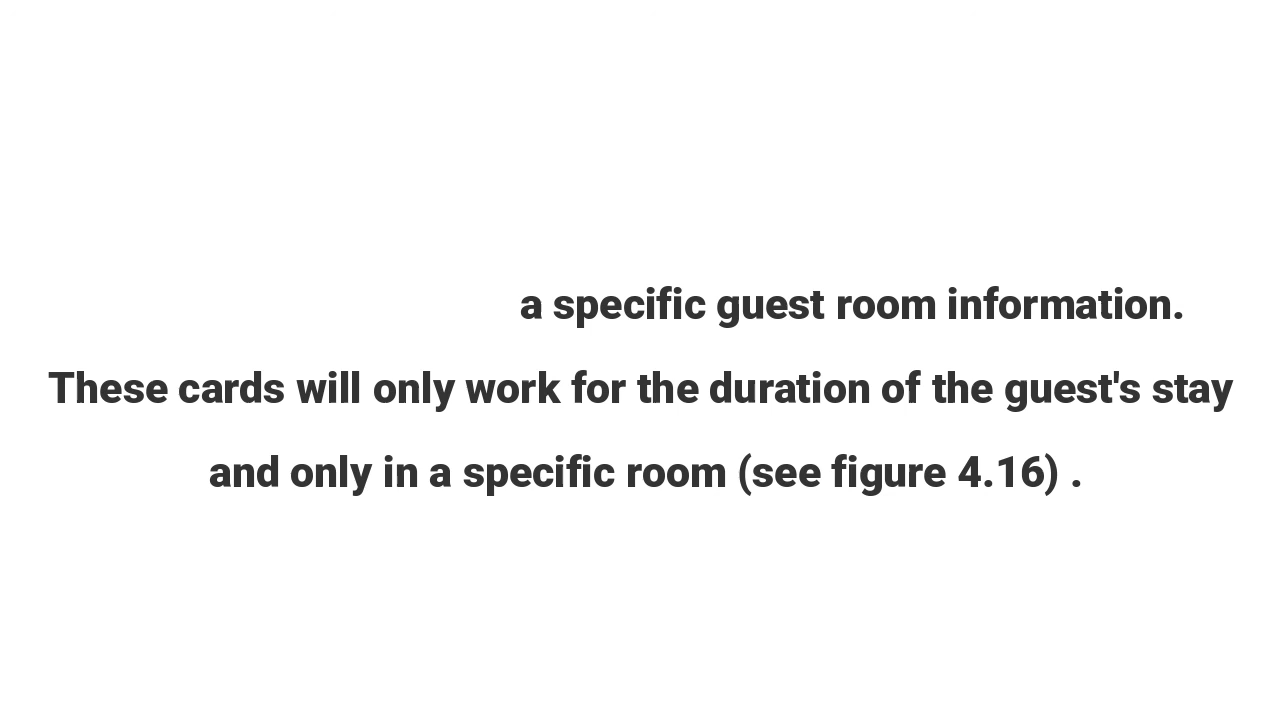 a specific guest room information.
These cards will only work for the duration of the guest's stay
and only in a specific room (see figure 4.16) .